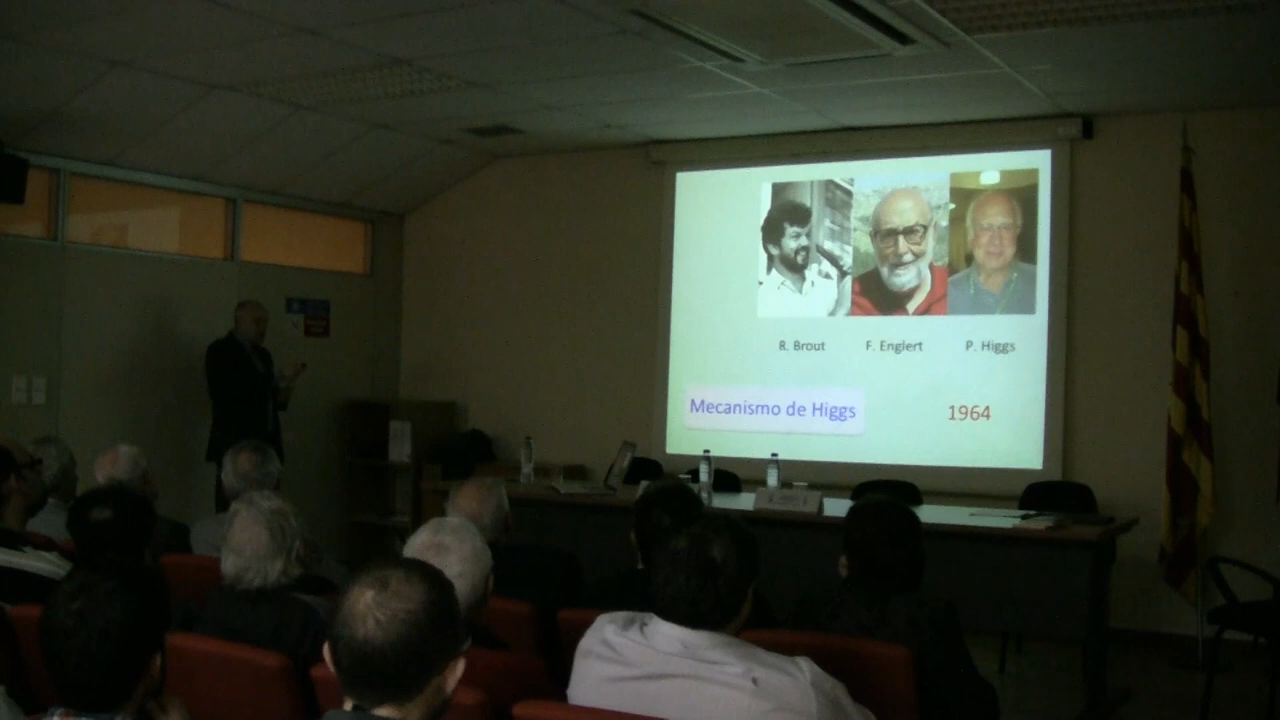 R. Brout
F. Englert
P. Higgs
Mecanismo de Higgs
1964